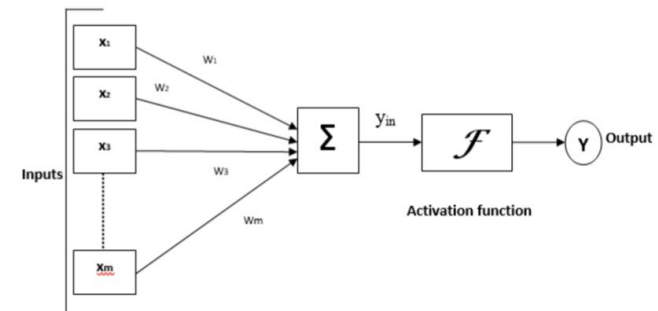 X1
W1
X2
W2
X3
W3
Inputs
Xm
Wm
Σ
yin
ℱ
Activation function
Y
Output